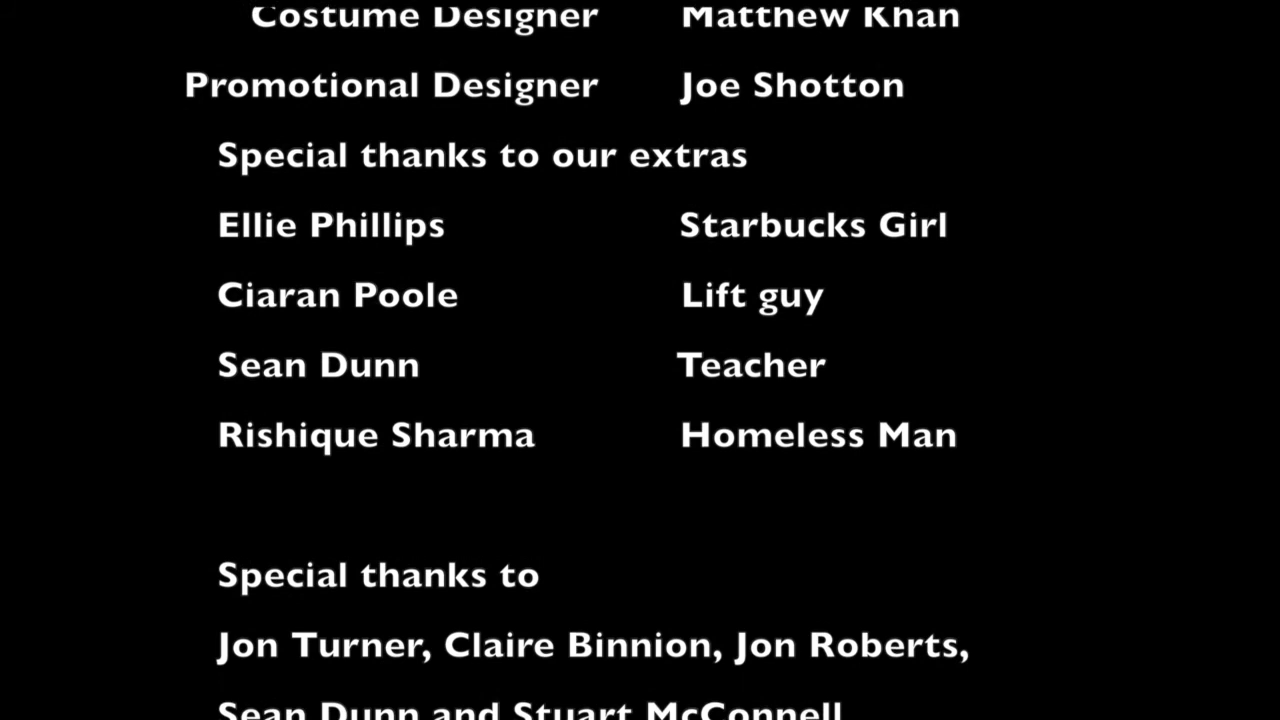 Costume Designer Matthew Khan
Promotional Designer Joe Shotton
Special thanks to our extras
Ellie Phillips Starbucks Girl
Ciaran Poole Lift guy
Sean Dunn Teacher
Rishique Sharma Homeless Man
Special thanks to
Jon Turner, Claire Binnion, Jon Roberts,
Sean Dunn and Stuart McConnell